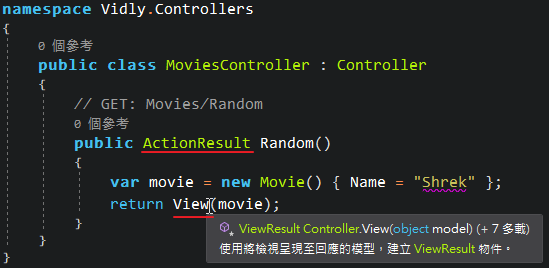 namespace Vidly.Controllers
{
0 個參考
public class MoviesController : Controller
{
// GET: Movies/Random
0 個參考
public ActionResult Random()
{
var movie = new Movie() { Name = "Shrek" };
return View(movie);
}
ViewResult Controller.View(object model) (+ 7 多載)
使用將檢視呈現至回應的模型，建立 ViewResult 物件。
}
}